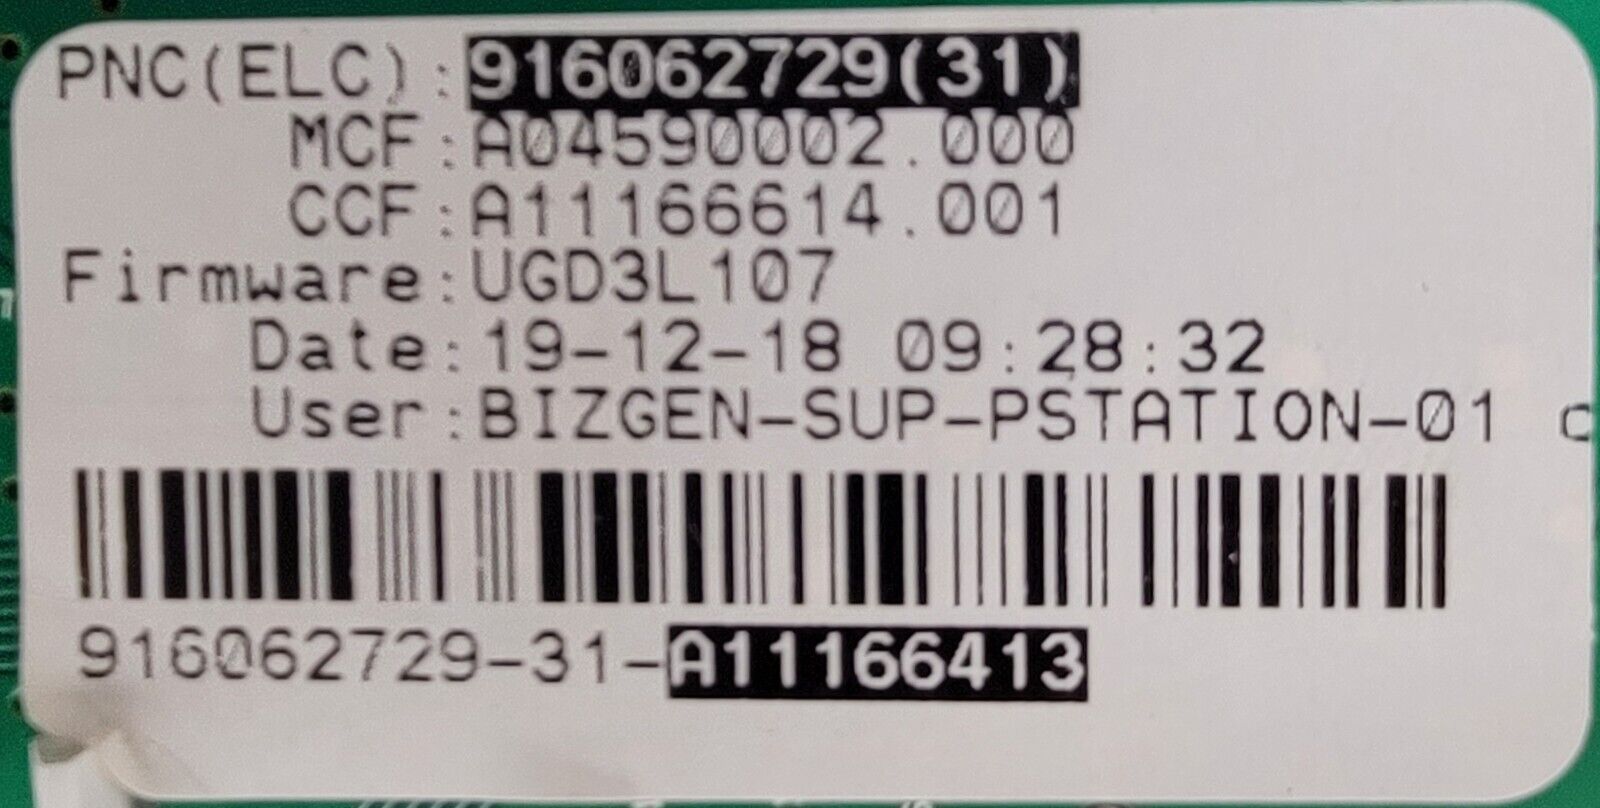 PNC(ELC):916062729(31)
MCF:A04590002.000
CCF:A11166614.001
Firmware:UGD3L107
Date:19-12-18 09:28:32
User:BIZGEN-SUP-PSTATION-01 c
916062729-31-A11166413